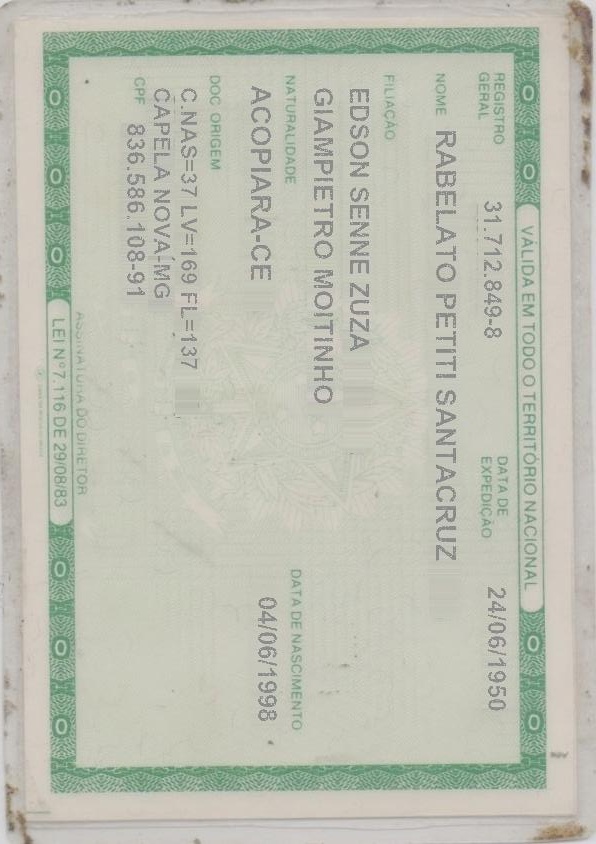 VÁLIDA EM TODO O TERRITÓRIO NACIONAL
REGISTRO GERAL 31.712.849-8 DATA DE EXPEDIÇÃO 24/06/1950
NOME RABELATO PETITI SANTACRUZ
FILIAÇÃO
EDSON SENNE ZUZA
GIAMPIETRO MOITINHO
NATURALIDADE DATA DE NASCIMENTO
ACOPIARA-CE 04/06/1998
DOC ORIGEM
C.NAS=37 LV=169 FL=137
CAPELA NOVA-MG
CPF 836.586.108-91
ASSINATURA DO DIRETOR
LEI Nº 7.116 DE 29/08/83